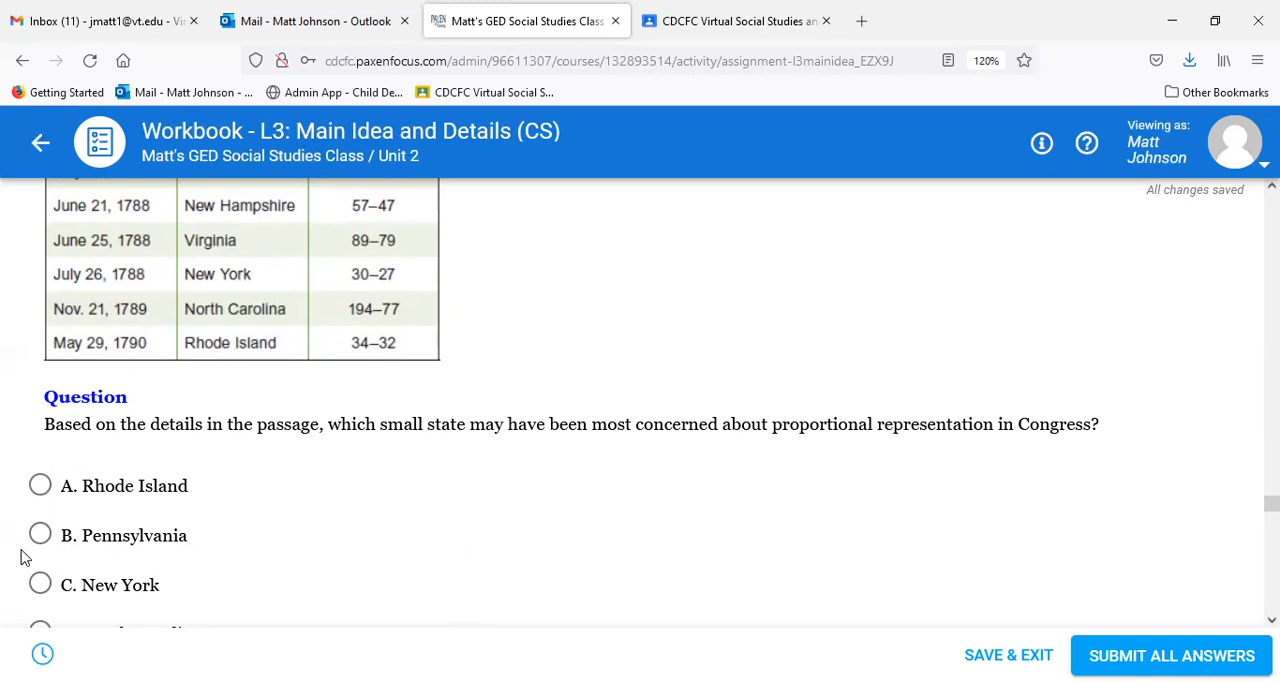 Inbox (11) - jmatt1@vt.edu - Vir
Mail - Matt Johnson - Outlook
Matt's GED Social Studies Class
CDCFC Virtual Social Studies an
cdcfc.paxenfocus.com/admin/96611307/courses/132893514/activity/assignment-l3mainidea_EZX9J
120%
Getting Started
Mail - Matt Johnson - ...
Admin App - Child De...
CDCFC Virtual Social S...
Other Bookmarks
Workbook - L3: Main Idea and Details (CS)
Matt's GED Social Studies Class / Unit 2
Viewing as:
Matt
Johnson
All changes saved
June 21, 1788 New Hampshire 57–47
June 25, 1788 Virginia 89–79
July 26, 1788 New York 30–27
Nov. 21, 1789 North Carolina 194–77
May 29, 1790 Rhode Island 34–32
Question
Based on the details in the passage, which small state may have been most concerned about proportional representation in Congress?
A. Rhode Island
B. Pennsylvania
C. New York
SAVE & EXIT
SUBMIT ALL ANSWERS